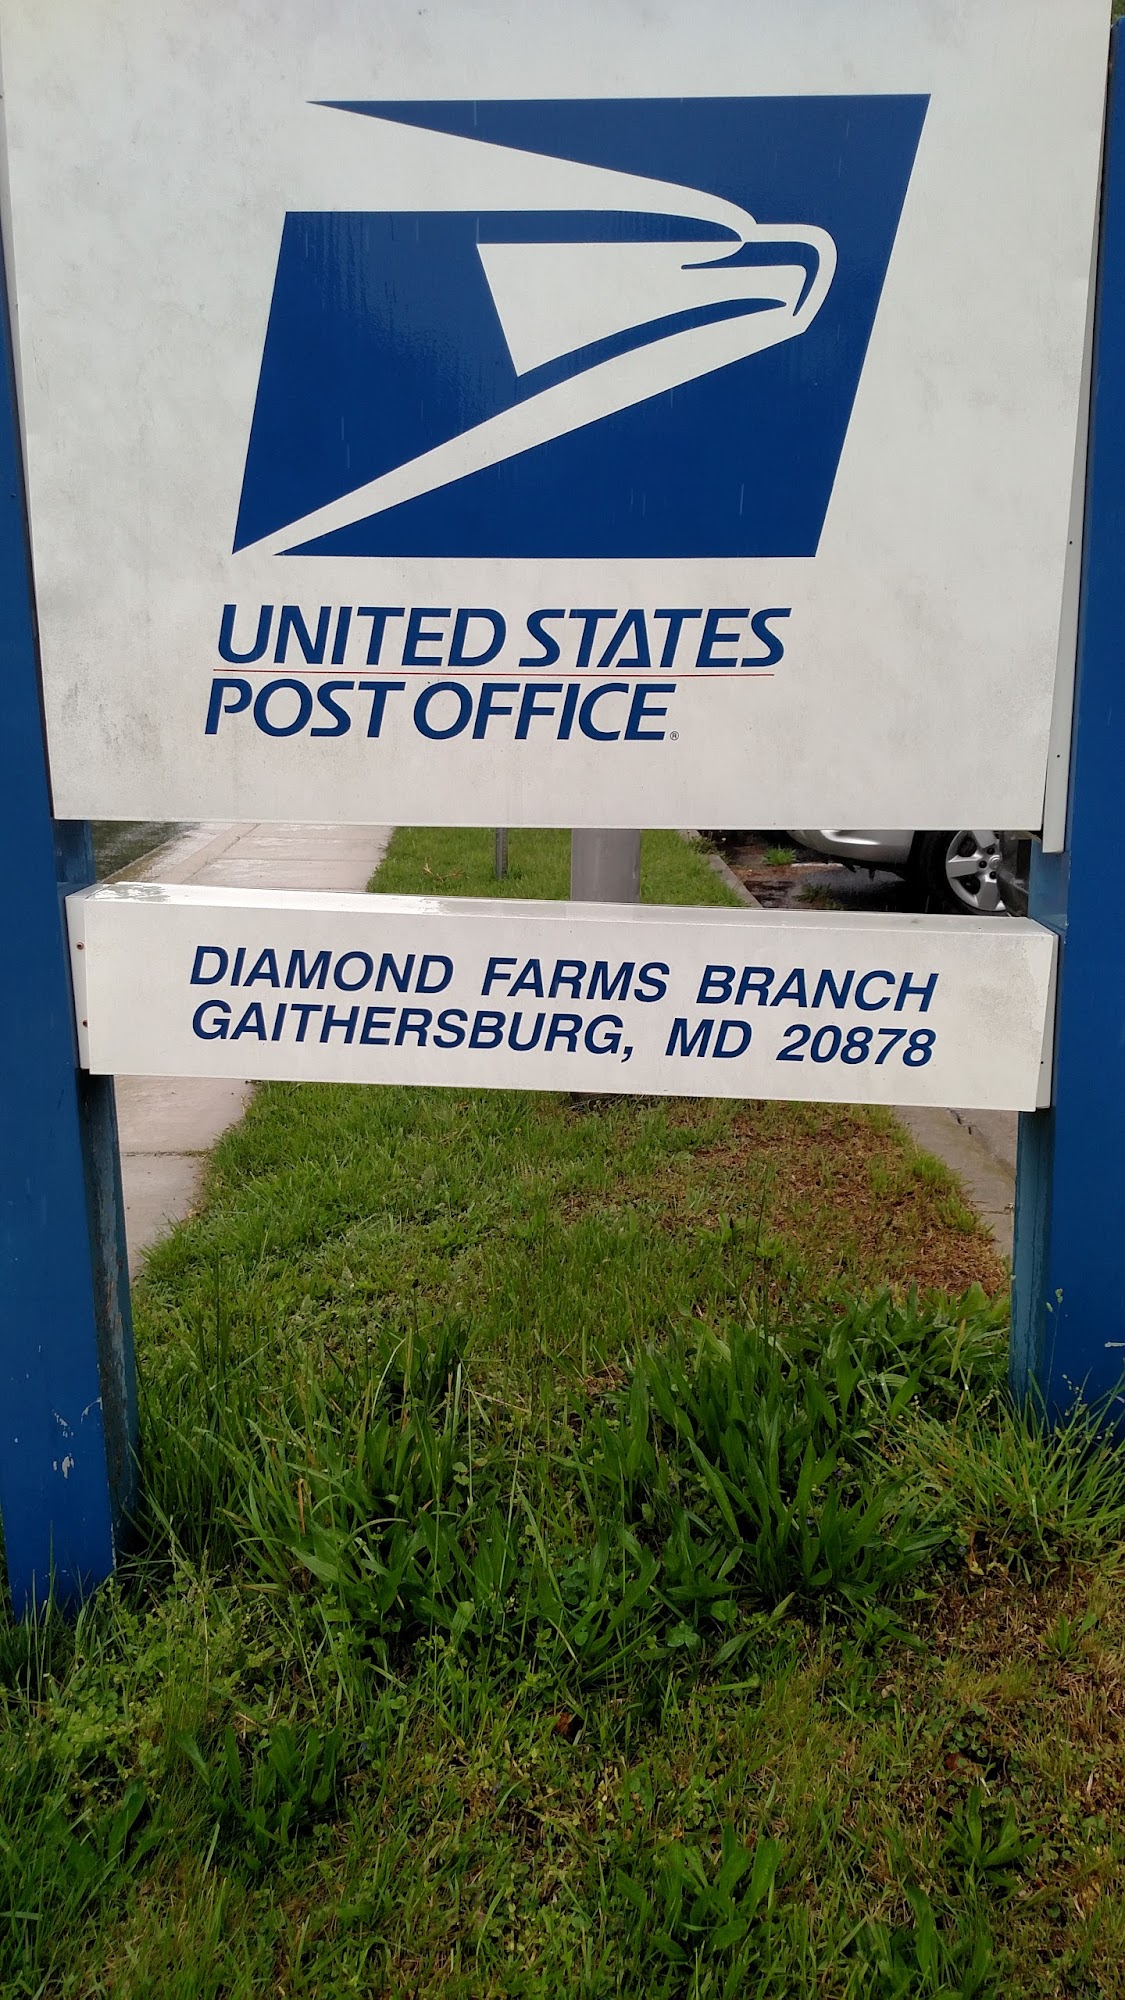 UNITED STATES
POST OFFICE®
DIAMOND FARMS BRANCH
GAITHERSBURG, MD 20878